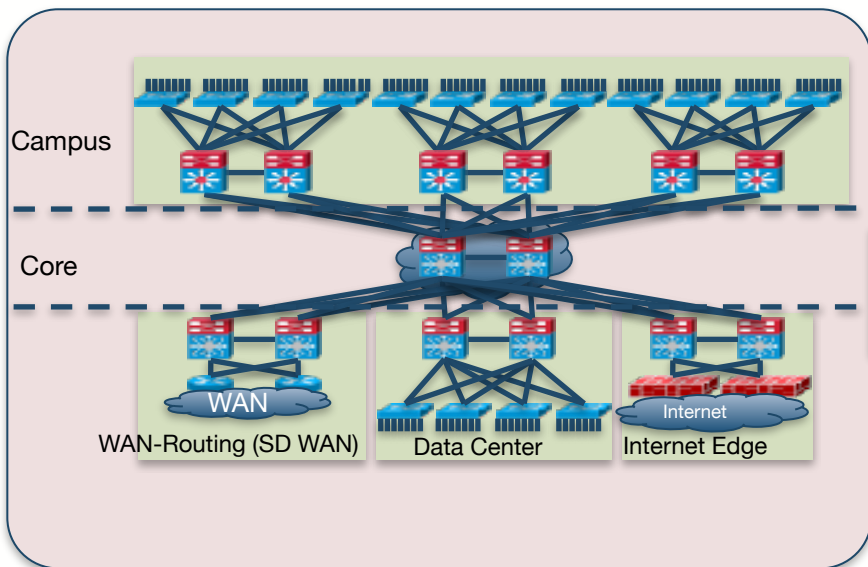 Campus
Core
WAN
Internet
WAN-Routing (SD WAN)
Data Center
Internet Edge